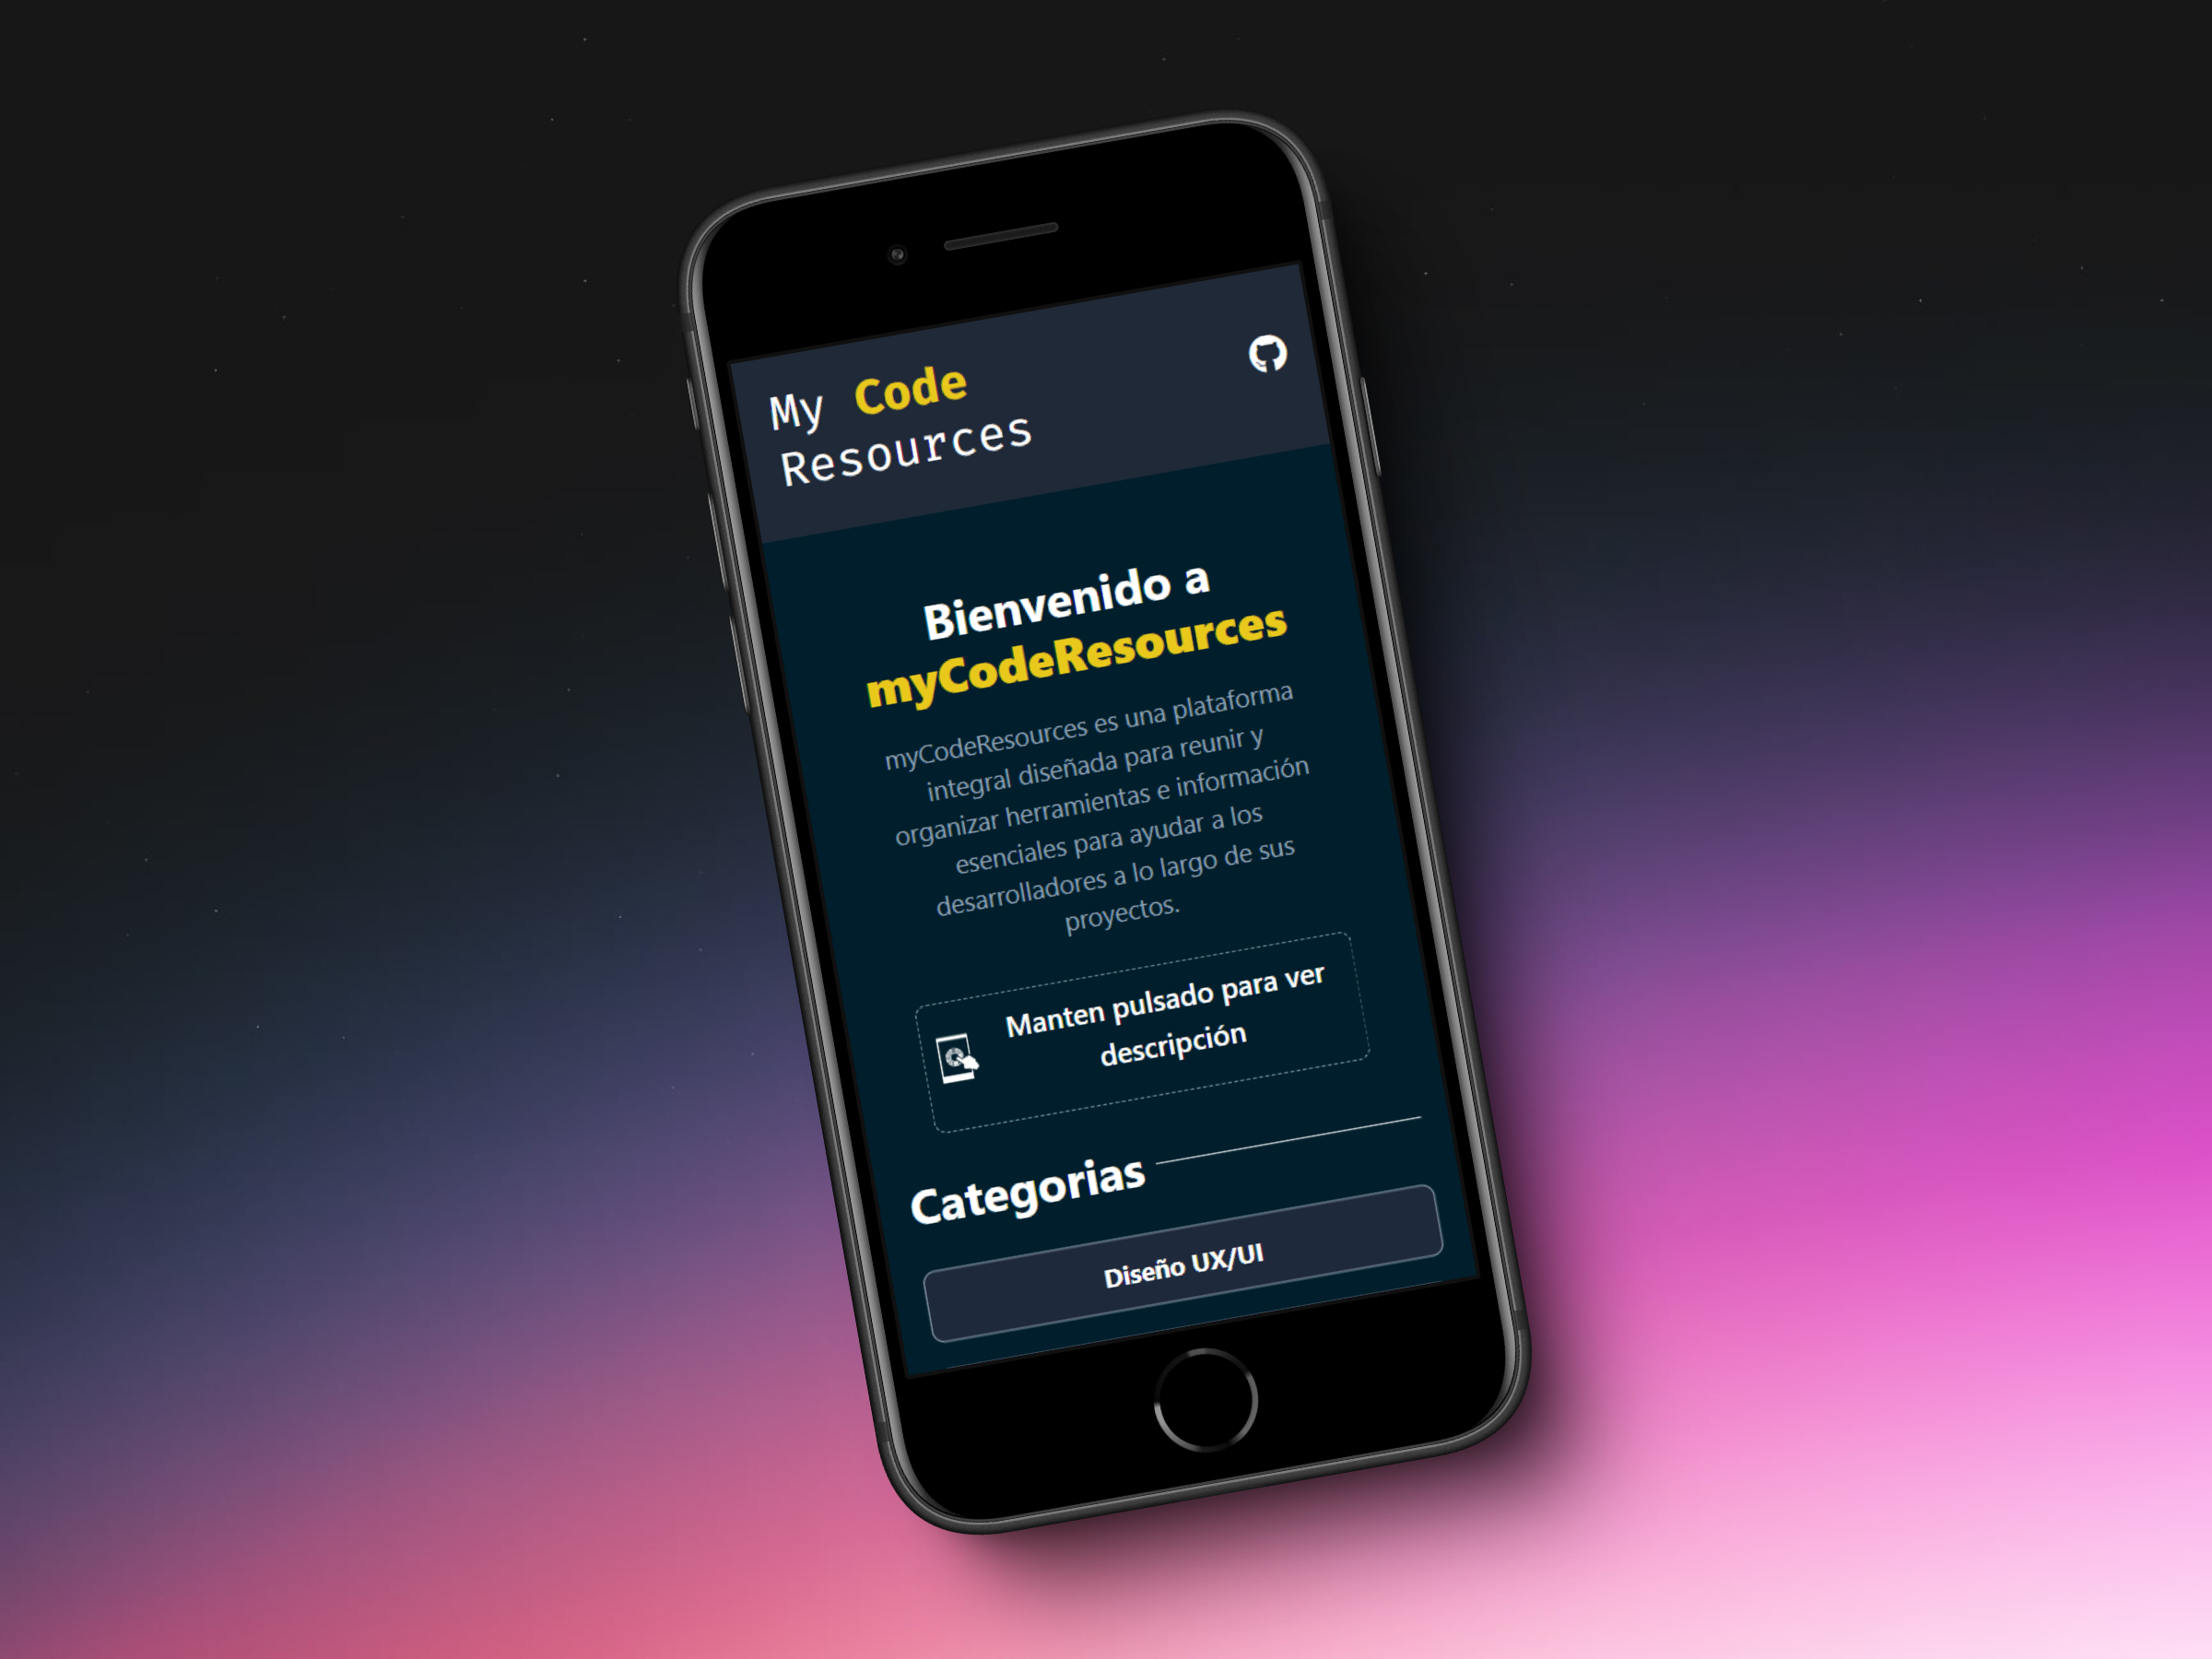 My Code
Resources
Bienvenido a
myCodeResources
myCodeResources es una plataforma
integral diseñada para reunir y
organizar herramientas e información
esenciales para ayudar a los
desarrolladores a lo largo de sus
proyectos.
Manten pulsado para ver
descripción
Categorias
Diseño UX/UI